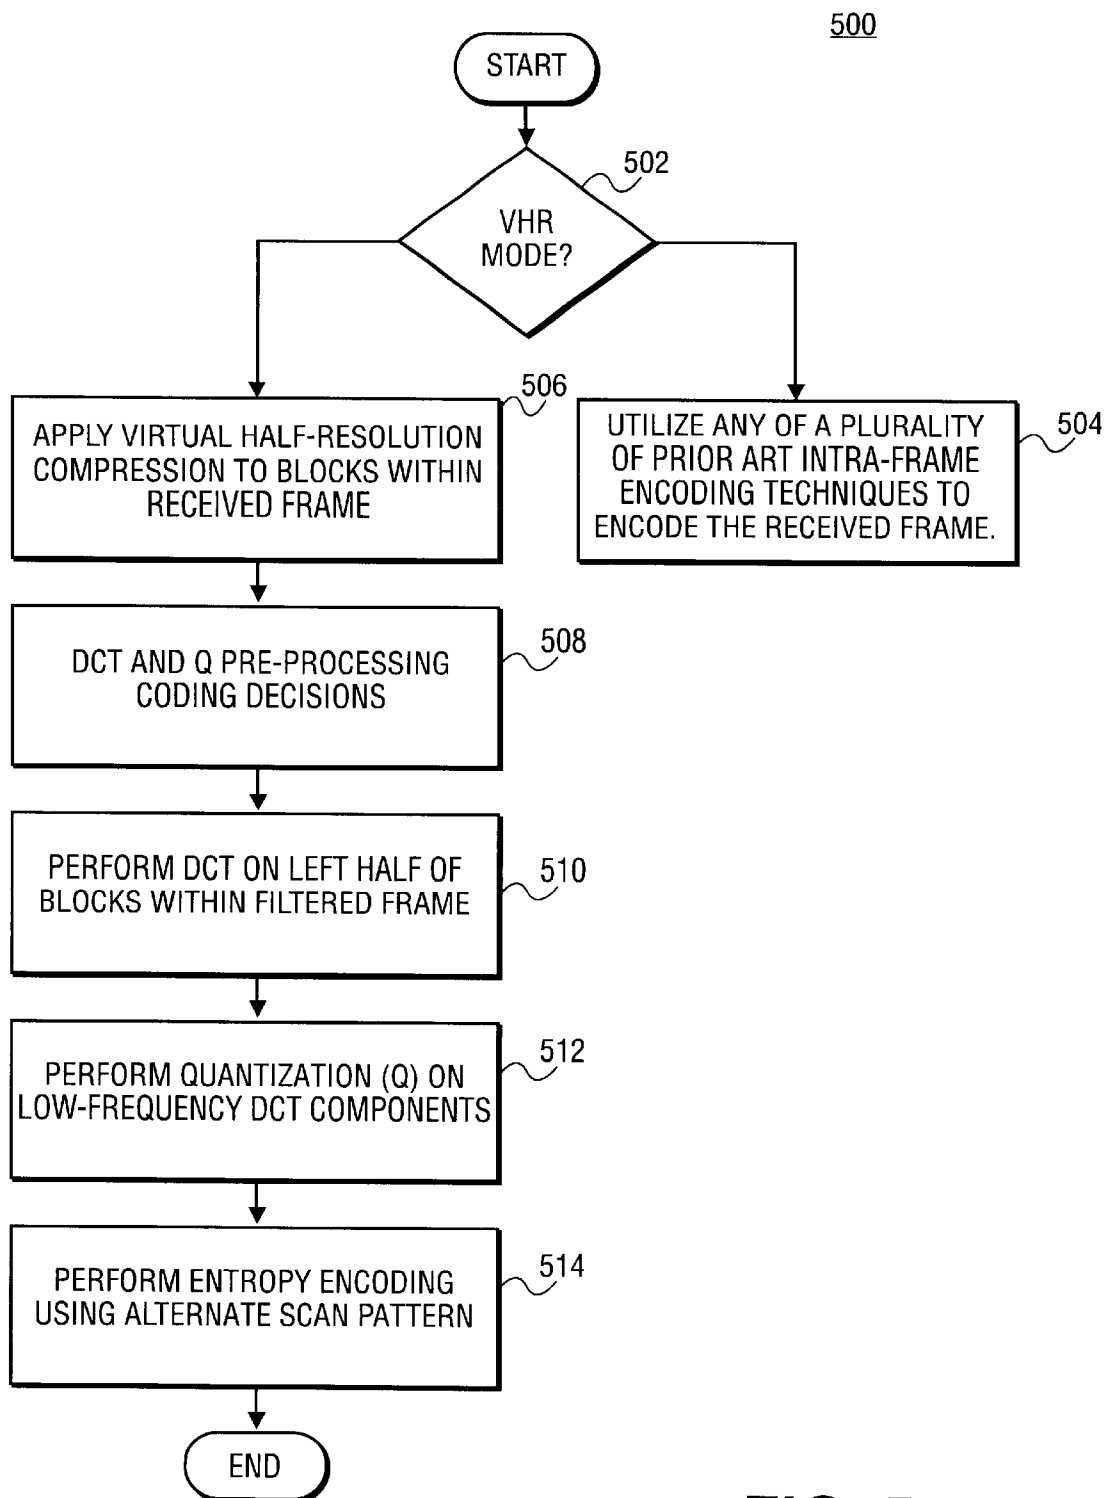 500
START
502
VHR
MODE?
506
APPLY VIRTUAL HALF-RESOLUTION
COMPRESSION TO BLOCKS WITHIN
RECEIVED FRAME
504
UTILIZE ANY OF A PLURALITY
OF PRIOR ART INTRA-FRAME
ENCODING TECHNIQUES TO
ENCODE THE RECEIVED FRAME.
508
DCT AND Q PRE-PROCESSING
CODING DECISIONS
510
PERFORM DCT ON LEFT HALF OF
BLOCKS WITHIN FILTERED FRAME
512
PERFORM QUANTIZATION (Q) ON
LOW-FREQUENCY DCT COMPONENTS
514
PERFORM ENTROPY ENCODING
USING ALTERNATE SCAN PATTERN
END